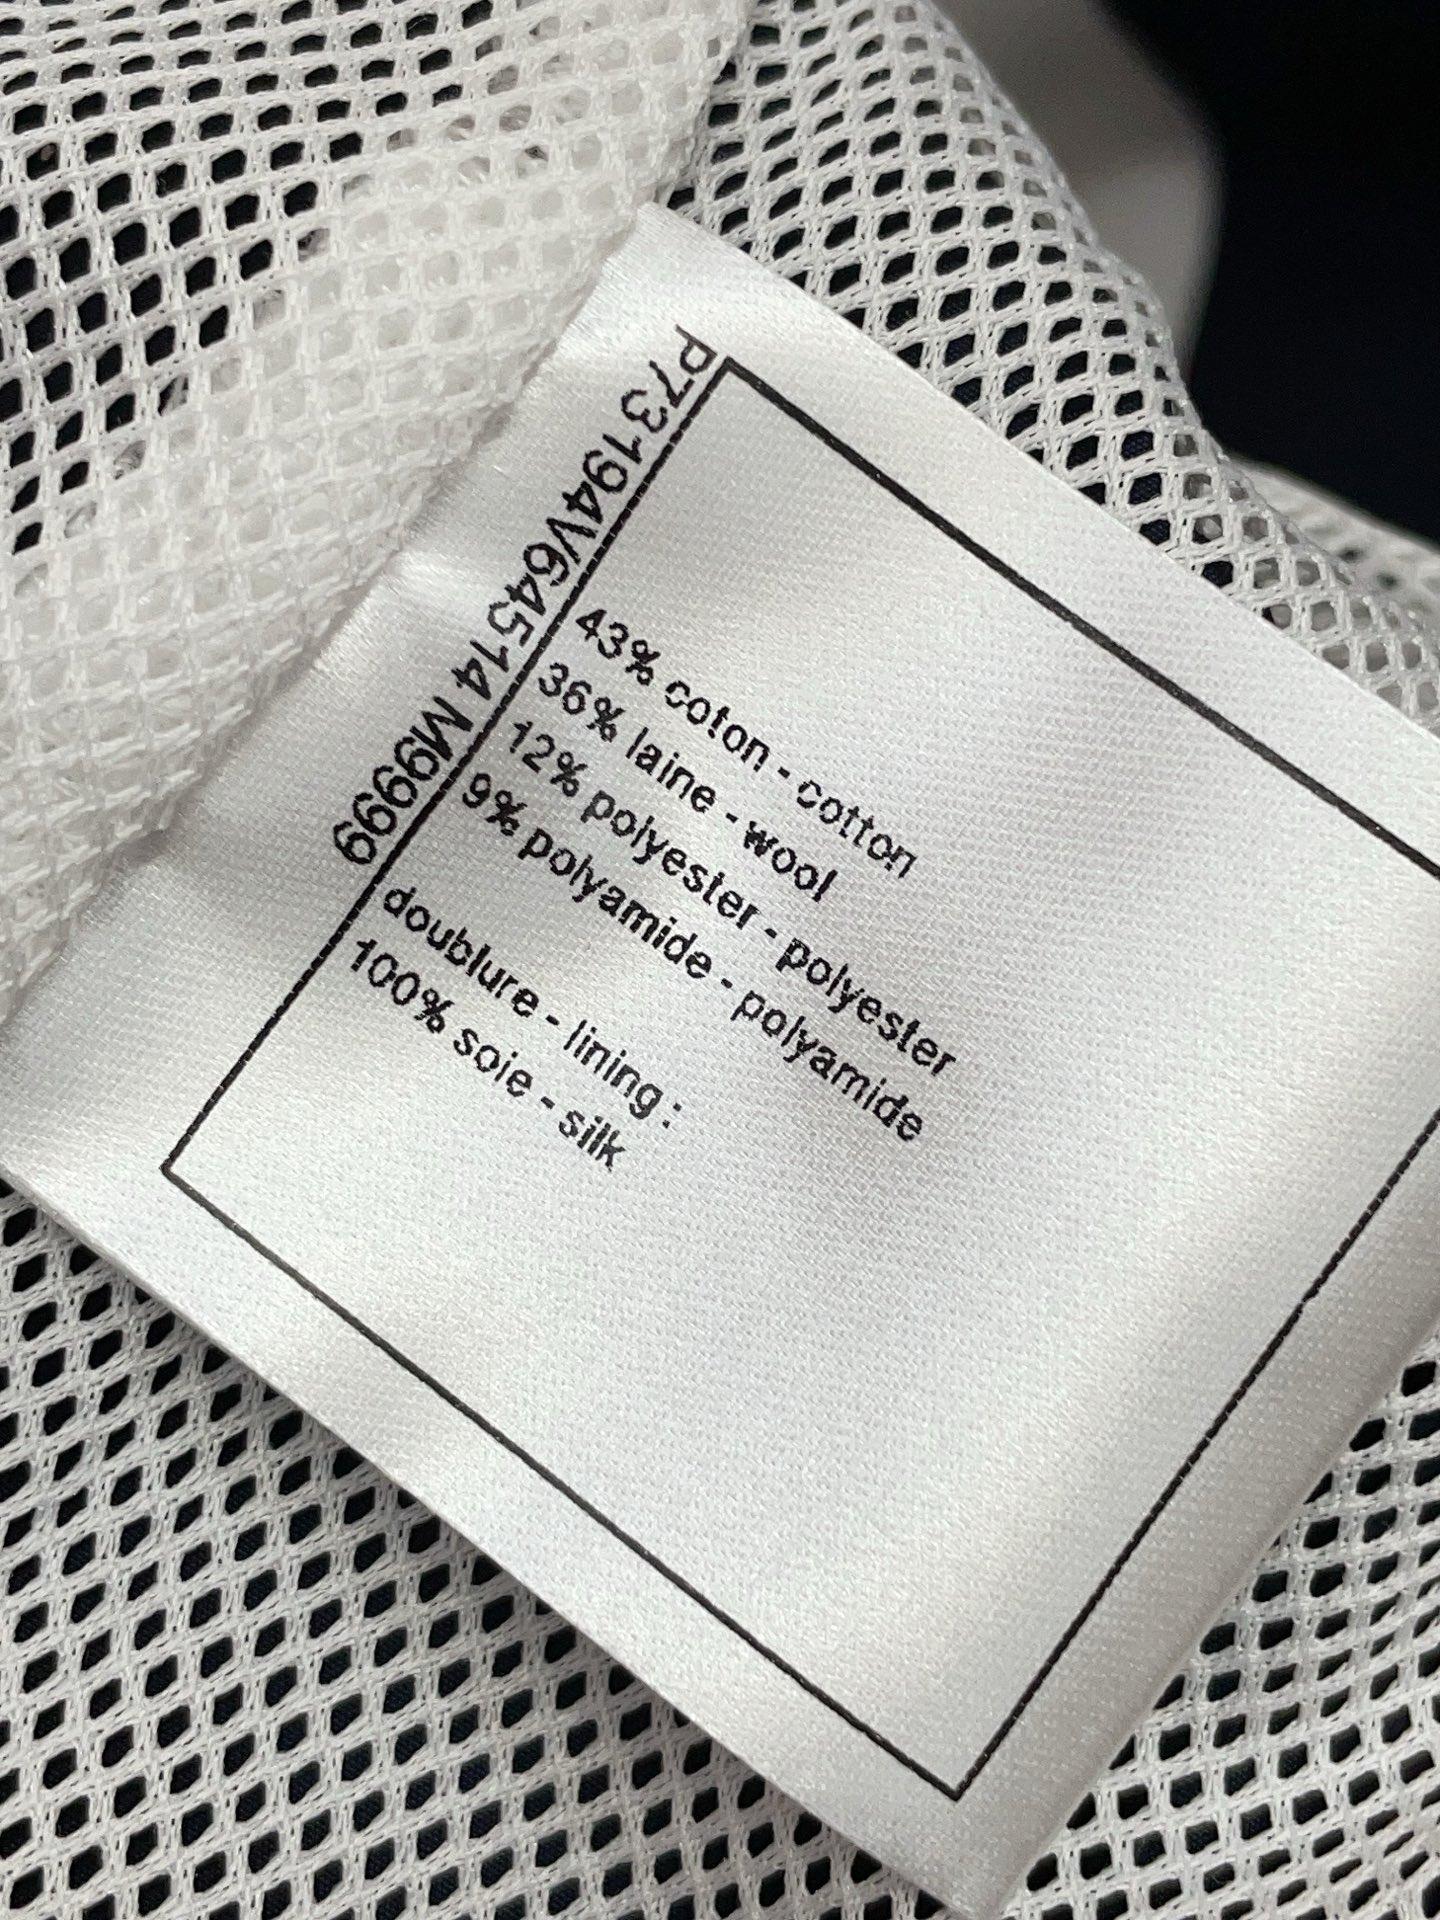 P73194V64514 M9999
43% coton - cotton
36% laine - wool
12% polyester - polyester
9% polyamide - polyamide
doublure - lining :
100% soie - silk